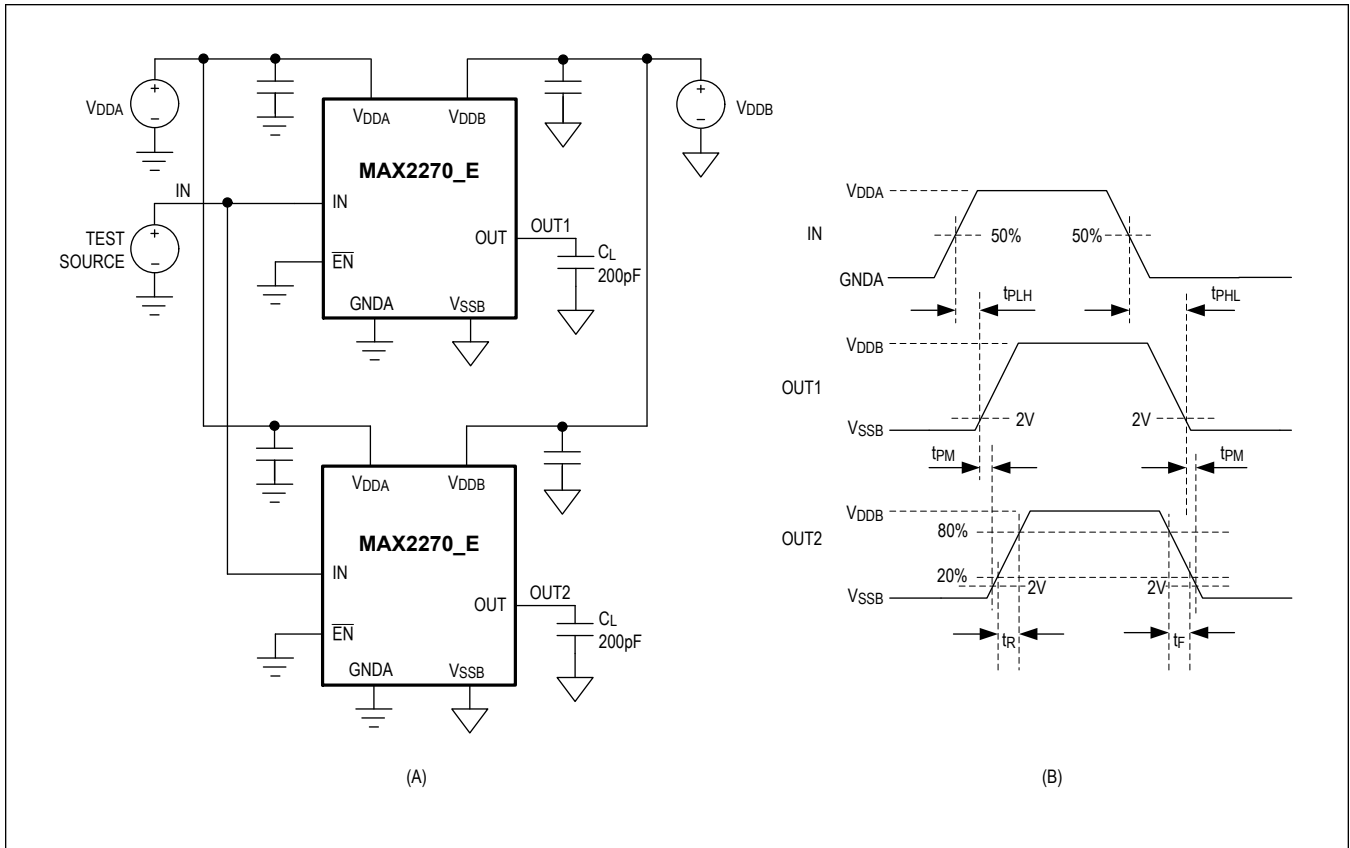 VDDA
VDDA
VDDB
VDDB
MAX2270_E
IN
IN
TEST
SOURCE
EN
OUT
OUT1
CL
200pF
GNDA
VSSB
VDDA
VDDB
MAX2270_E
IN
EN
OUT
OUT2
CL
200pF
GNDA
VSSB
(A)
VDDA
IN
50%
50%
GNDA
tPLH
tPHL
VDDB
OUT1
2V
2V
VSSB
tPM
tPM
VDDB
80%
OUT2
20%
2V
2V
VSSB
tR
tF
(B)